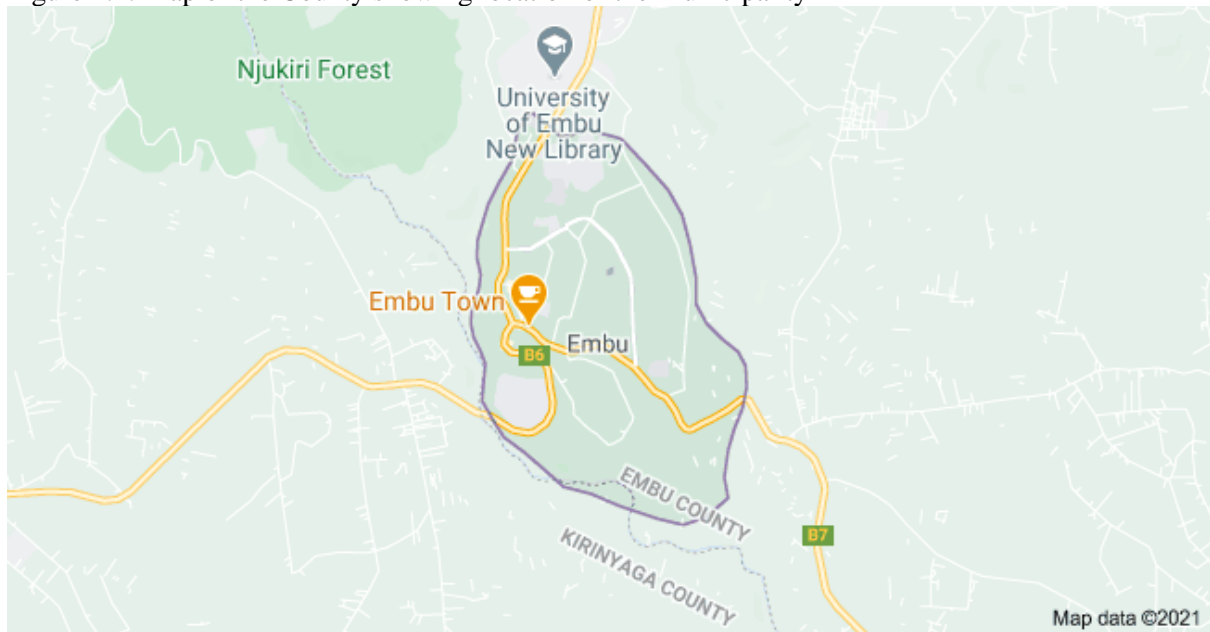 Njukiri Forest
University
of Embu
New Library
Embu Town
Embu
B6
EMBU COUNTY
KIRINYAGA COUNTY
B7
Map data ©2021